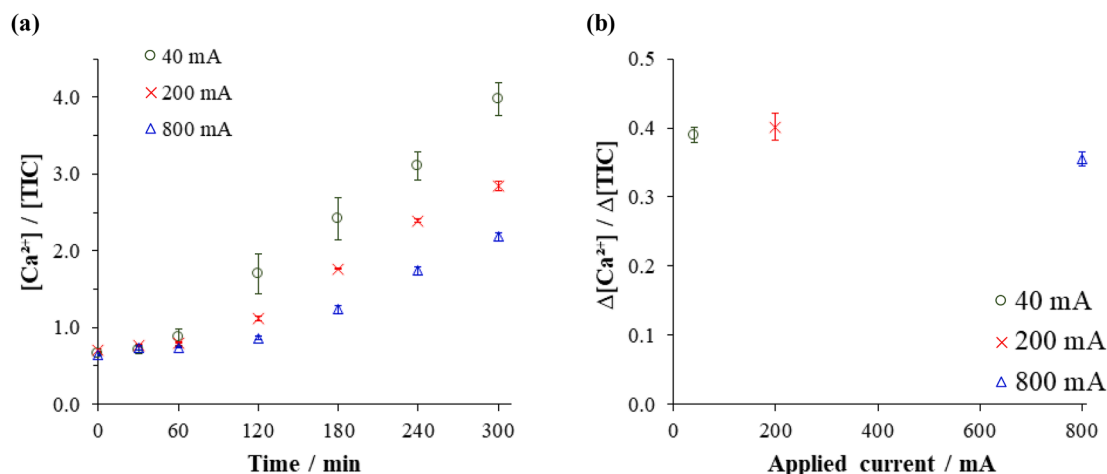 (a)
40 mA
200 mA
800 mA
[Ca²⁺] / [TIC]
4.0
3.0
2.0
1.0
0.0
0 60 120 180 240 300
Time / min
(b)
Δ[Ca²⁺] / Δ[TIC]
0.5
0.4
0.3
0.2
0.1
0
40 mA
200 mA
800 mA
0 200 400 600 800
Applied current / mA